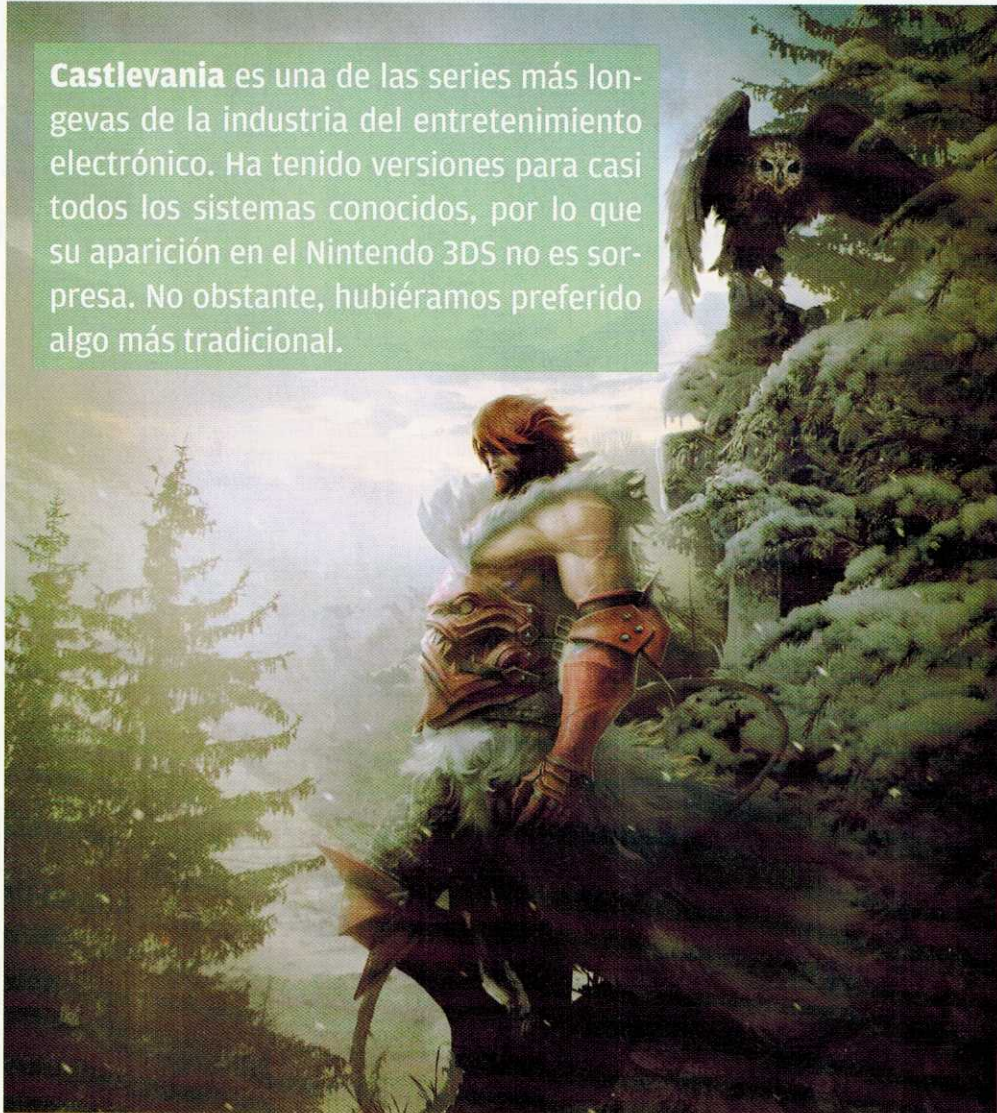 Castlevania es una de las series más lon-
gevas de la industria del entretenimiento
electrónico. Ha tenido versiones para casi
todos los sistemas conocidos, por lo que
su aparición en el Nintendo 3DS no es sor-
presa. No obstante, hubiéramos preferido
algo más tradicional.